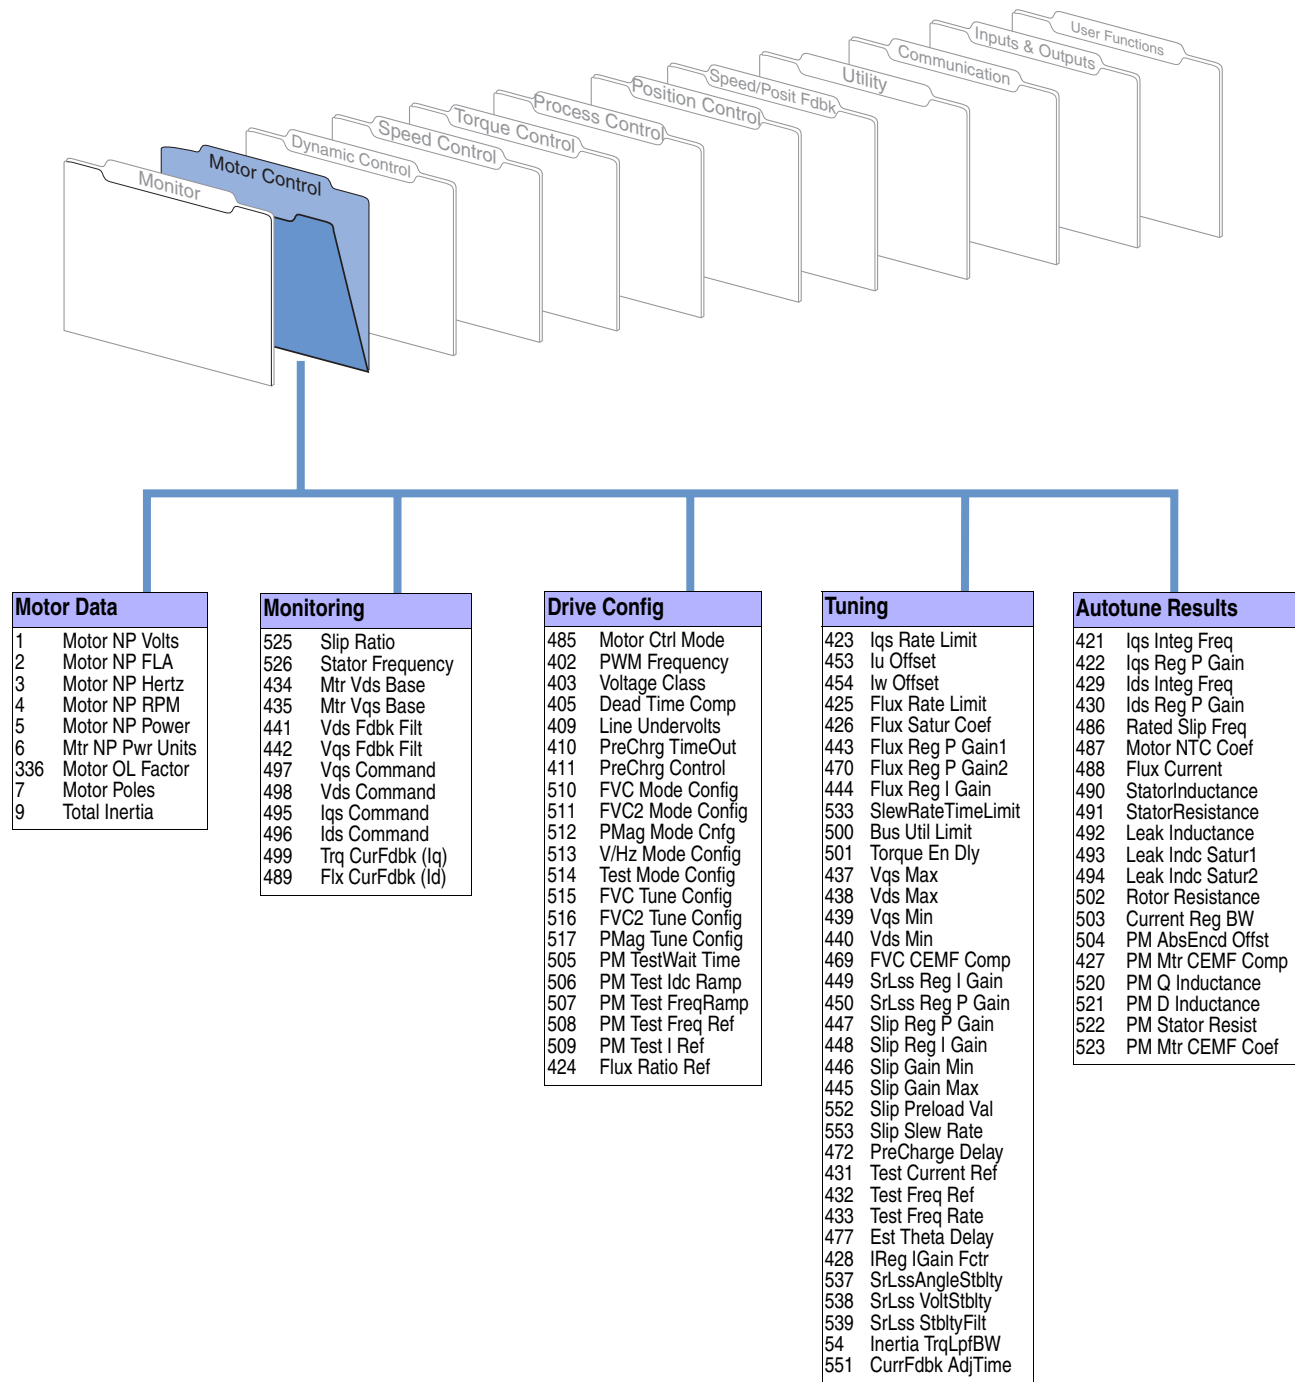 User Functions
Inputs & Outputs
Communication
Utility
Speed/Posit Fdbk
Position Control
Process Control
Torque Control
Speed Control
Dynamic Control
Motor Control
Monitor
Motor Data
1 Motor NP Volts
2 Motor NP FLA
3 Motor NP Hertz
4 Motor NP RPM
5 Motor NP Power
6 Mtr NP Pwr Units
336 Motor OL Factor
7 Motor Poles
9 Total Inertia
Monitoring
525 Slip Ratio
526 Stator Frequency
434 Mtr Vds Base
435 Mtr Vqs Base
441 Vds Fdbk Filt
442 Vqs Fdbk Filt
497 Vqs Command
498 Vds Command
495 Iqs Command
496 Ids Command
499 Trq CurFdbk (Iq)
489 Flx CurFdbk (Id)
Drive Config
485 Motor Ctrl Mode
402 PWM Frequency
403 Voltage Class
405 Dead Time Comp
409 Line Undervolts
410 PreChrg TimeOut
411 PreChrg Control
510 FVC Mode Config
511 FVC2 Mode Config
512 PMag Mode Cnfg
513 V/Hz Mode Config
514 Test Mode Config
515 FVC Tune Config
516 FVC2 Tune Config
517 PMag Tune Config
505 PM TestWait Time
506 PM Test Idc Ramp
507 PM Test FreqRamp
508 PM Test Freq Ref
509 PM Test I Ref
424 Flux Ratio Ref
Tuning
423 Iqs Rate Limit
453 Iu Offset
454 Iw Offset
425 Flux Rate Limit
426 Flux Satur Coef
443 Flux Reg P Gain1
470 Flux Reg P Gain2
444 Flux Reg I Gain
533 SlewRateTimeLimit
500 Bus Util Limit
501 Torque En Dly
437 Vqs Max
438 Vds Max
439 Vqs Min
440 Vds Min
469 FVC CEMF Comp
449 SrLss Reg I Gain
450 SrLss Reg P Gain
447 Slip Reg P Gain
448 Slip Reg I Gain
446 Slip Gain Min
445 Slip Gain Max
552 Slip Preload Val
553 Slip Slew Rate
472 PreCharge Delay
431 Test Current Ref
432 Test Freq Ref
433 Test Freq Rate
477 Est Theta Delay
428 IReg IGain Fctr
537 SrLssAngleStblty
538 SrLss VoltStblty
539 SrLss StbltyFilt
54 Inertia TrqLpfBW
551 CurrFdbk AdjTime
Autotune Results
421 Iqs Integ Freq
422 Iqs Reg P Gain
429 Ids Integ Freq
430 Ids Reg P Gain
486 Rated Slip Freq
487 Motor NTC Coef
488 Flux Current
490 StatorInductance
491 StatorResistance
492 Leak Inductance
493 Leak Indc Satur1
494 Leak Indc Satur2
502 Rotor Resistance
503 Current Reg BW
504 PM AbsEncd Offst
427 PM Mtr CEMF Comp
520 PM Q Inductance
521 PM D Inductance
522 PM Stator Resist
523 PM Mtr CEMF Coef